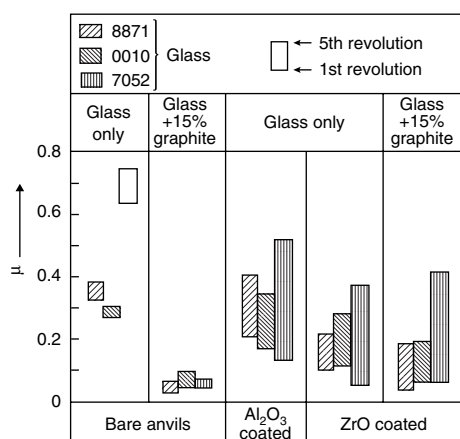 8871
0010
7052
Glass
5th revolution
1st revolution
Glass
only
Glass
+15%
graphite
Glass only
Glass
+15%
graphite
μ
0.8
0.6
0.4
0.2
0
Bare anvils
Al₂O₃
coated
ZrO coated